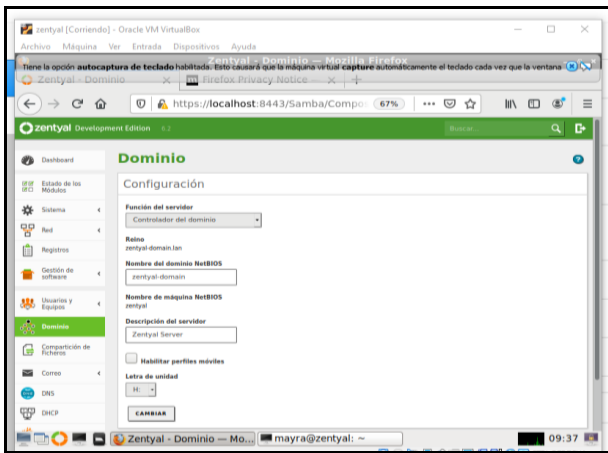 zentyal [Corriendo] - Oracle VM VirtualBox
Archivo Máquina Ver Entrada Dispositivos Ayuda
Zentyal - Dominio — Mozilla Firefox
Tiene la opción autocaptura de teclado habilitada. Esto causará que la máquina virtual capture automáticamente el teclado cada vez que la ventana
Zentyal - Dominio × Firefox Privacy Notice — × +
https://localhost:8443/Samba/Compo 67%
zentyal Development Edition 6.2 Buscar...
Dashboard
Estado de los
Módulos
Sistema
Red
Registros
Gestión de
software
Usuarios y
Equipos
Dominio
Compartición de
Ficheros
Correo
DNS
DHCP
Dominio
Configuración
Función del servidor
Controlador del dominio
Reino
zentyal-domain.lan
Nombre del dominio NetBIOS
zentyal-domain
Nombre de máquina NetBIOS
zentyal
Descripción del servidor
Zentyal Server
Habilitar perfiles móviles
Letra de unidad
H:
CAMBIAR
Zentyal - Dominio — Mo... mayra@zentyal: ~ 09:37